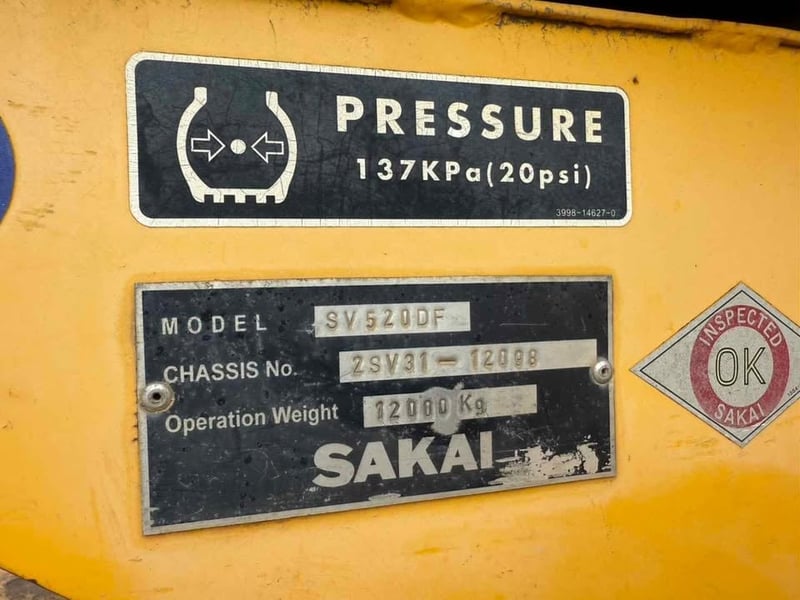 PRESSURE
137KPa(20psi)
3998-14627-0
MODEL SV520DF
CHASSIS No. 2SV31-12098
Operation Weight 12000Kg
SAKAI
INSPECTED
OK
SAKAI